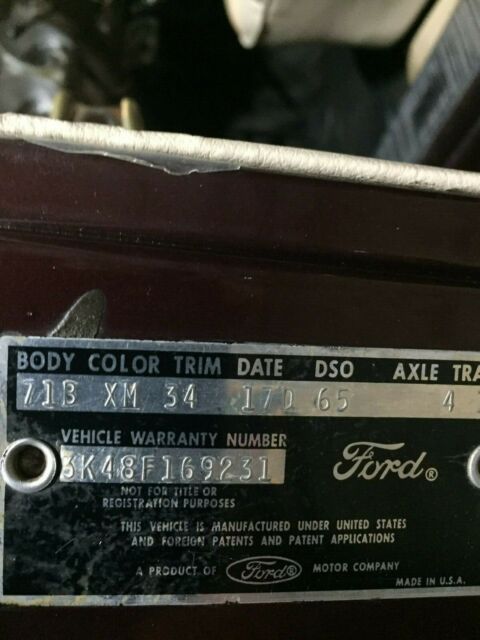 BODY COLOR TRIM DATE DSO AXLE TRA
71B XM 34 17D 65 4
VEHICLE WARRANTY NUMBER
3K48F169231
Ford®
NOT FOR TITLE OR
REGISTRATION PURPOSES
THIS VEHICLE IS MANUFACTURED UNDER UNITED STATES
AND FOREIGN PATENTS AND PATENT APPLICATIONS
A PRODUCT OF Ford® MOTOR COMPANY
MADE IN U.S.A.